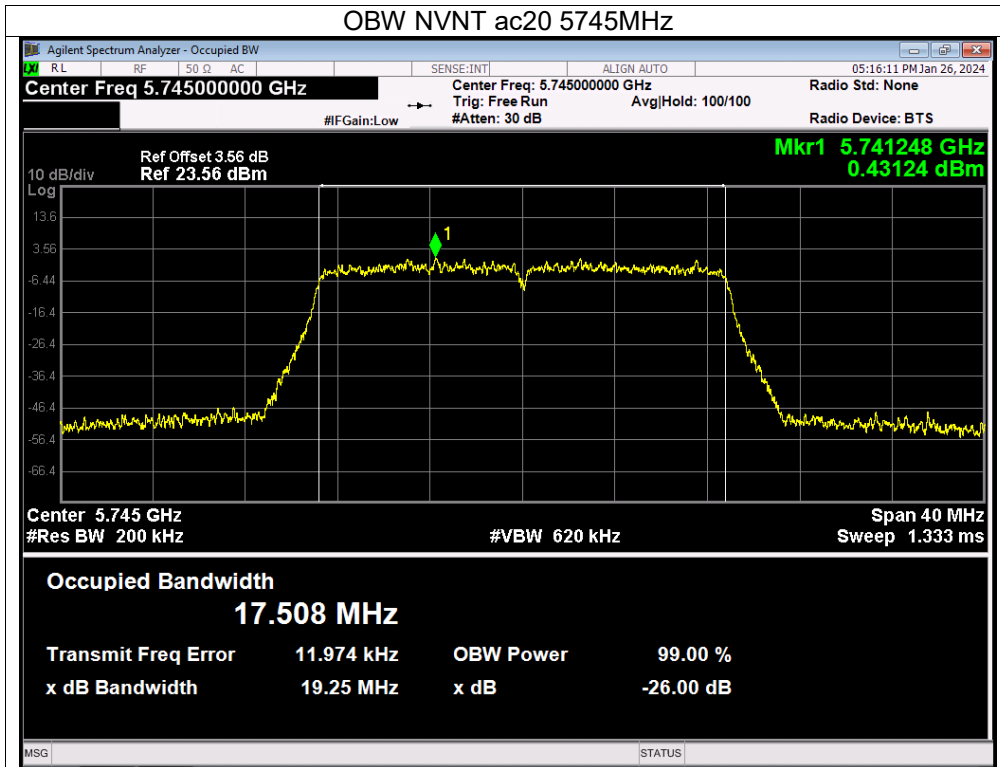 OBW NVNT ac20 5745MHz
Agilent Spectrum Analyzer - Occupied BW
LXI RL RF 50 Ω AC SENSE:INT ALIGN AUTO 05:16:11 PM Jan 26, 2024
Center Freq 5.745000000 GHz
Center Freq: 5.745000000 GHz
Radio Std: None
Trig: Free Run
Avg|Hold: 100/100
#IFGain:Low
#Atten: 30 dB
Radio Device: BTS
Mkr1 5.741248 GHz
0.43124 dBm
Ref Offset 3.56 dB
10 dB/div Ref 23.56 dBm
Log
13.6
1
3.56
-6.44
-16.4
-26.4
-36.4
-46.4
-56.4
-66.4
Center 5.745 GHz Span 40 MHz
#Res BW 200 kHz #VBW 620 kHz Sweep 1.333 ms
Occupied Bandwidth
17.508 MHz
Transmit Freq Error 11.974 kHz OBW Power 99.00 %
x dB Bandwidth 19.25 MHz x dB -26.00 dB
MSG STATUS